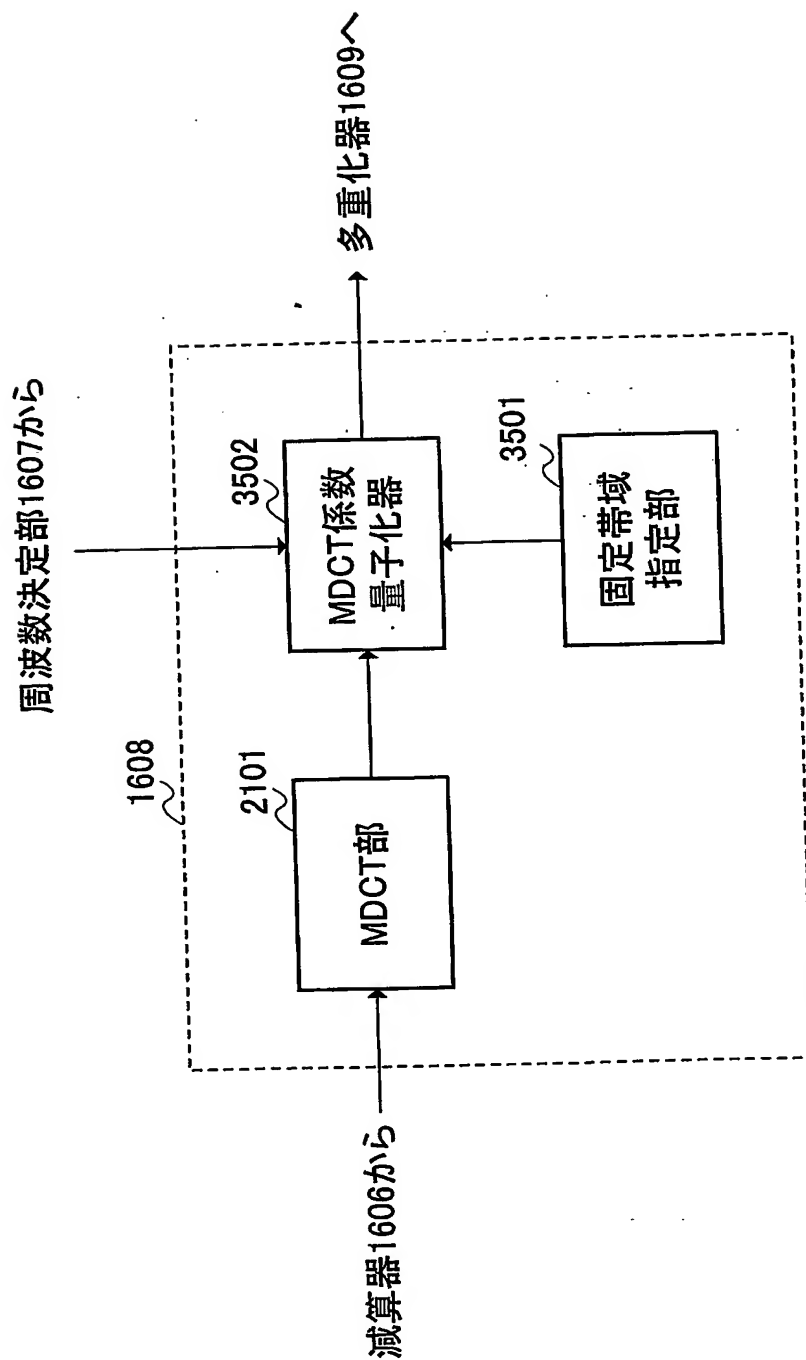 周波数決定部1607から
1608
3502
MDCT係数
量子化器
多重化器1609へ
2101
MDCT部
減算器1606から
3501
固定帯域
指定部